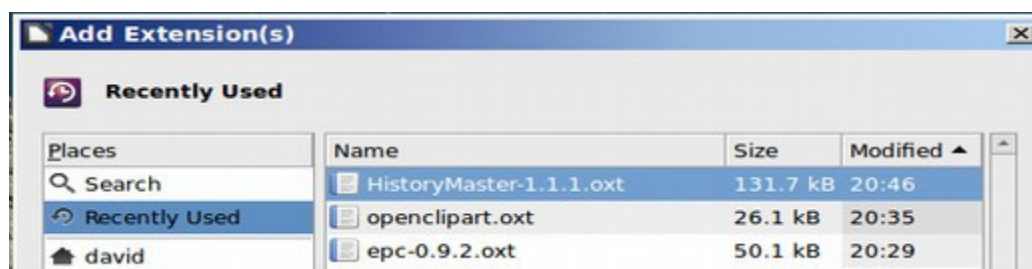 Add Extension(s)
Recently Used
Places
Search
Recently Used
david
Name Size Modified
HistoryMaster-1.1.1.oxt 131.7 kB 20:46
openclipart.oxt 26.1 kB 20:35
epc-0.9.2.oxt 50.1 kB 20:29